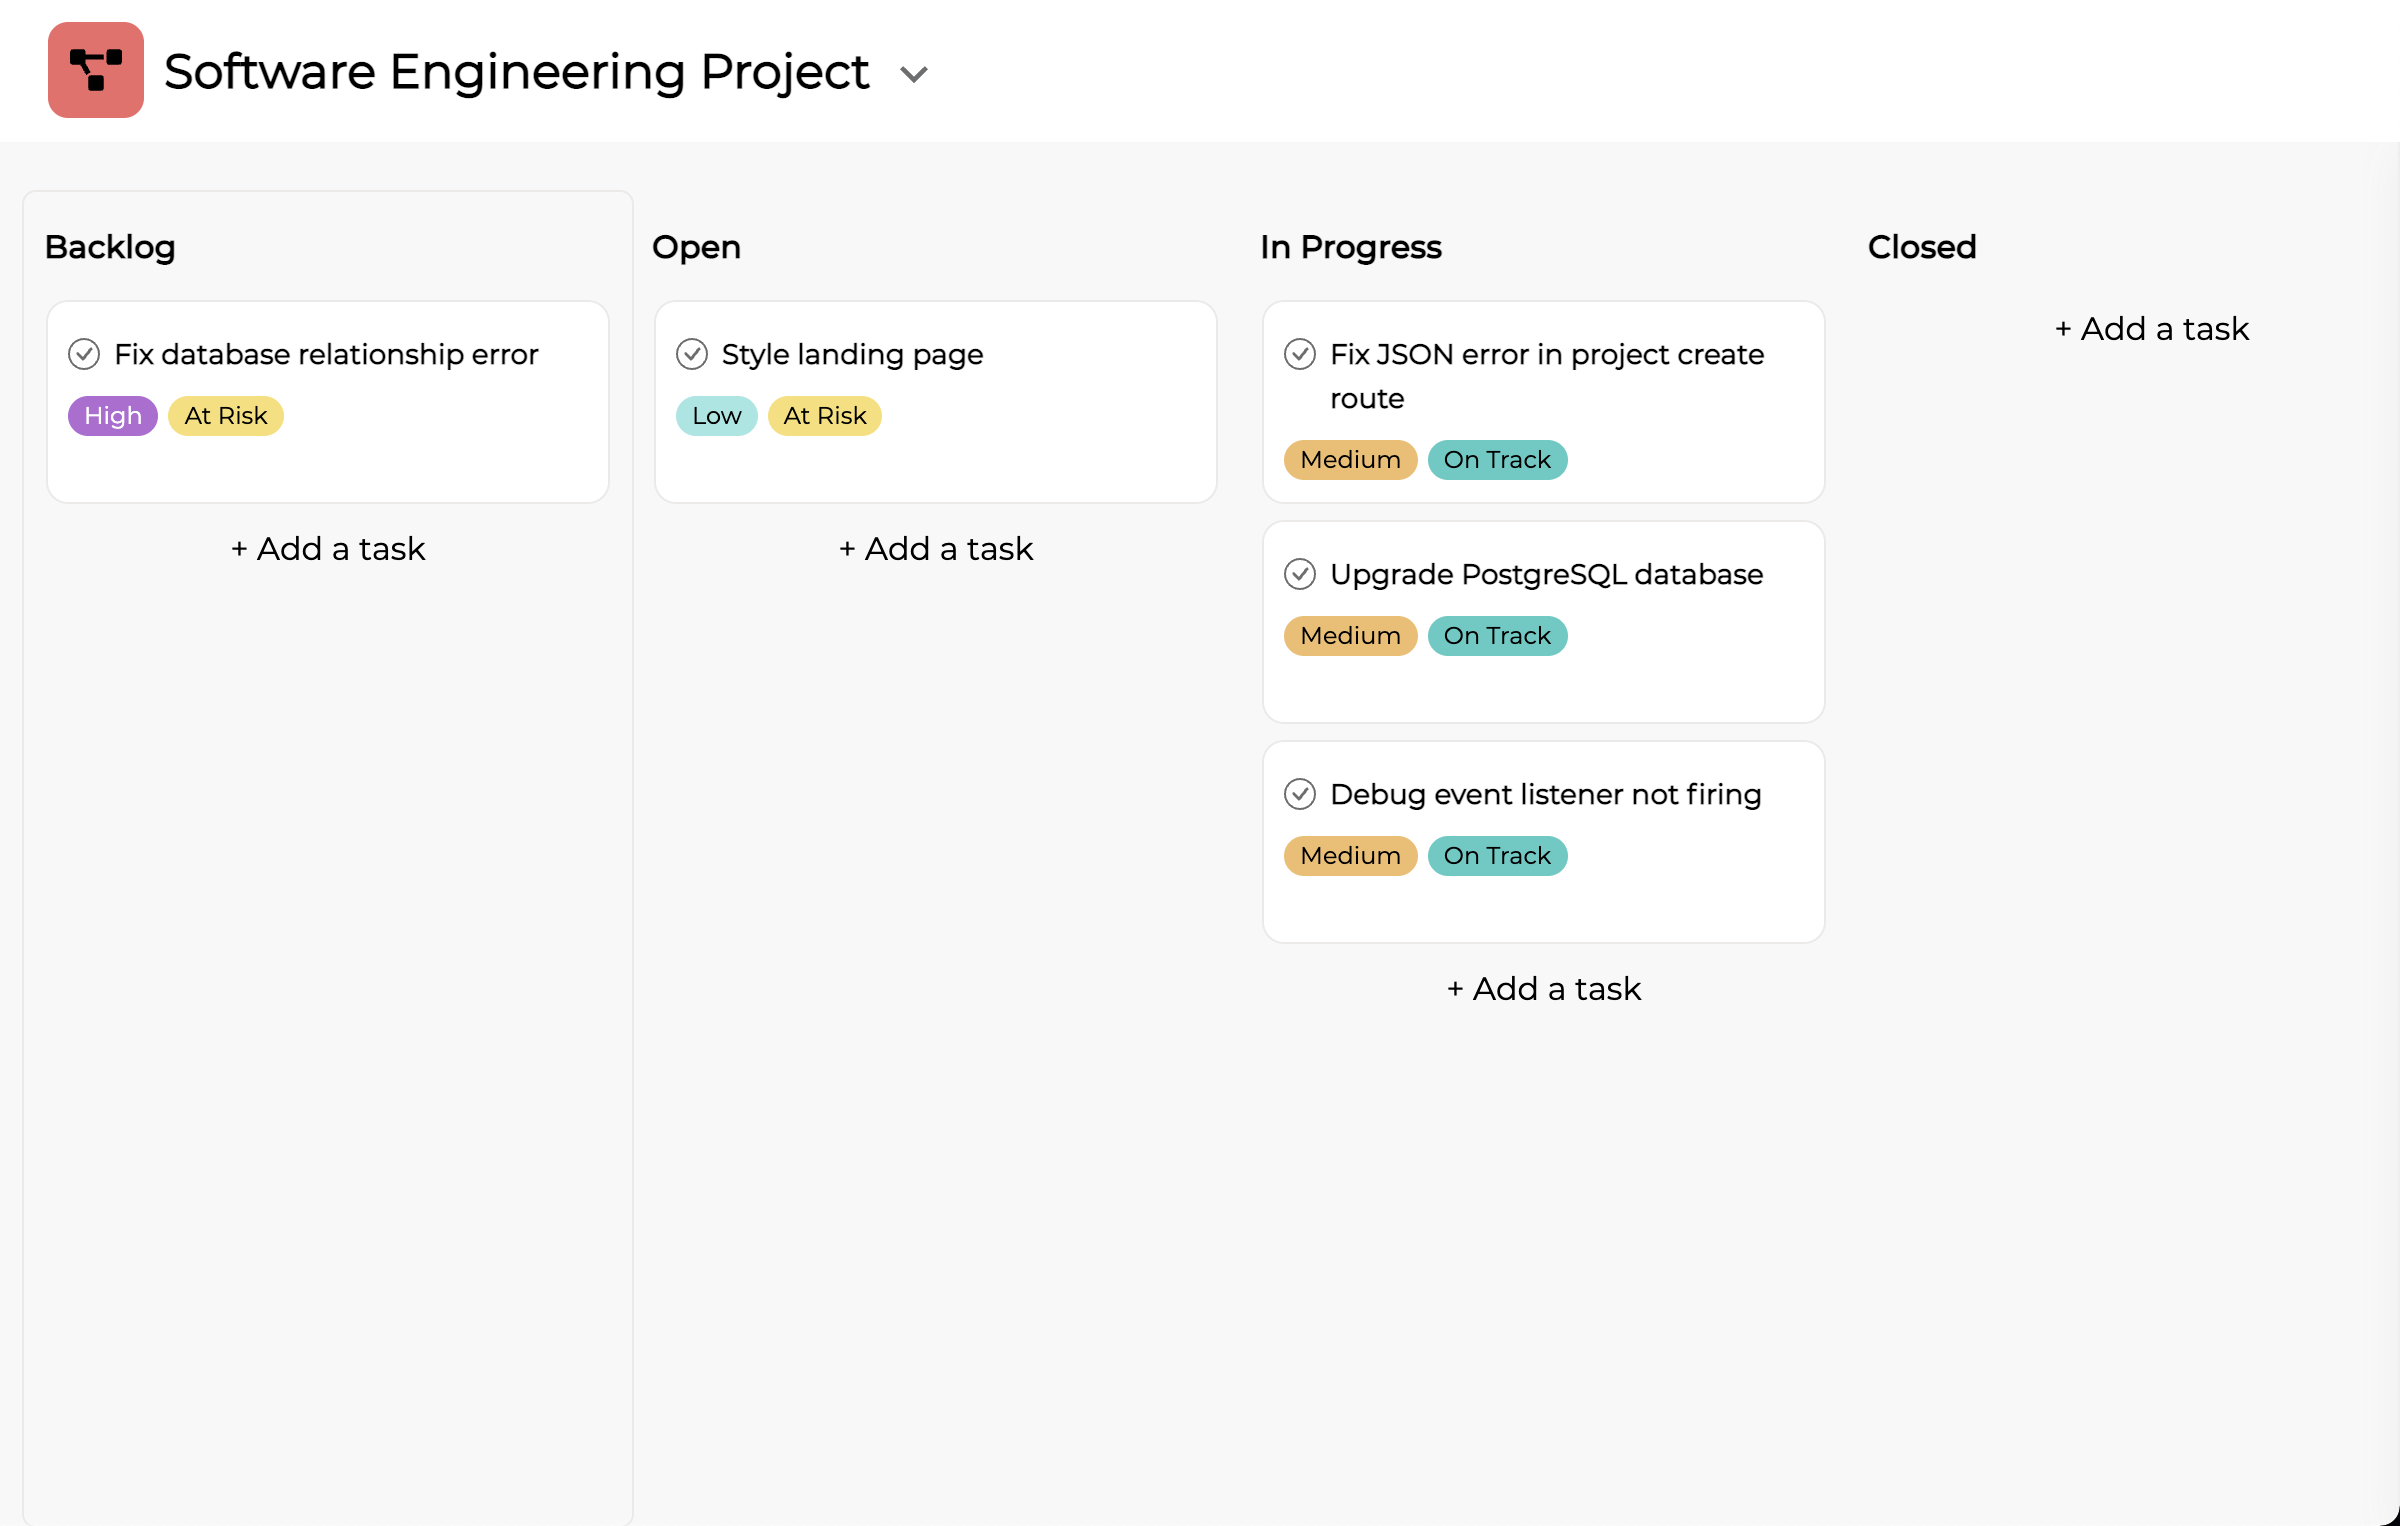 Software Engineering Project
Backlog
Fix database relationship error
High At Risk
+ Add a task
Open
Style landing page
Low At Risk
+ Add a task
In Progress
Fix JSON error in project create
route
Medium On Track
Upgrade PostgreSQL database
Medium On Track
Debug event listener not firing
Medium On Track
+ Add a task
Closed
+ Add a task